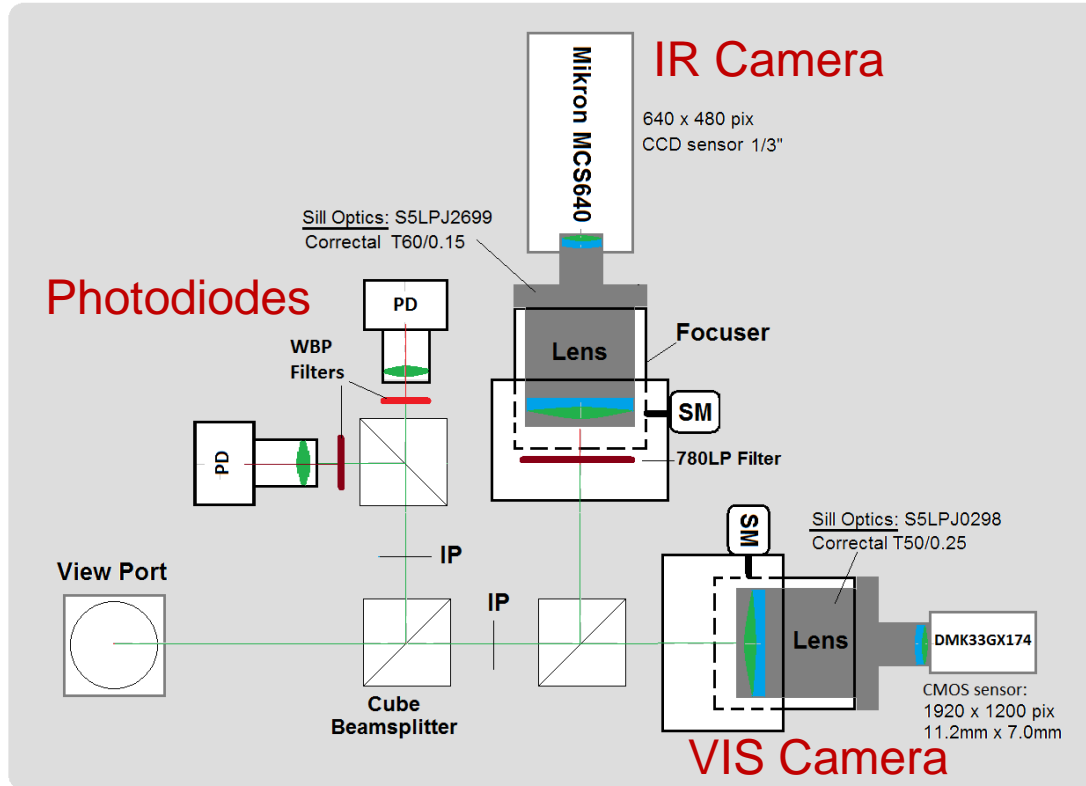 IR Camera
Mikron MCS640
640 x 480 pix
CCD sensor 1/3"
Sill Optics: S5LPJ2699
Correctal T60/0.15
Photodiodes
PD
WBP
Filters
Lens
Focuser
SM
PD
780LP Filter
SM
Sill Optics: S5LPJ0298
Correctal T50/0.25
IP
View Port
IP
Lens
DMK33GX174
Cube
Beamsplitter
CMOS sensor:
1920 x 1200 pix
11.2mm x 7.0mm
VIS Camera